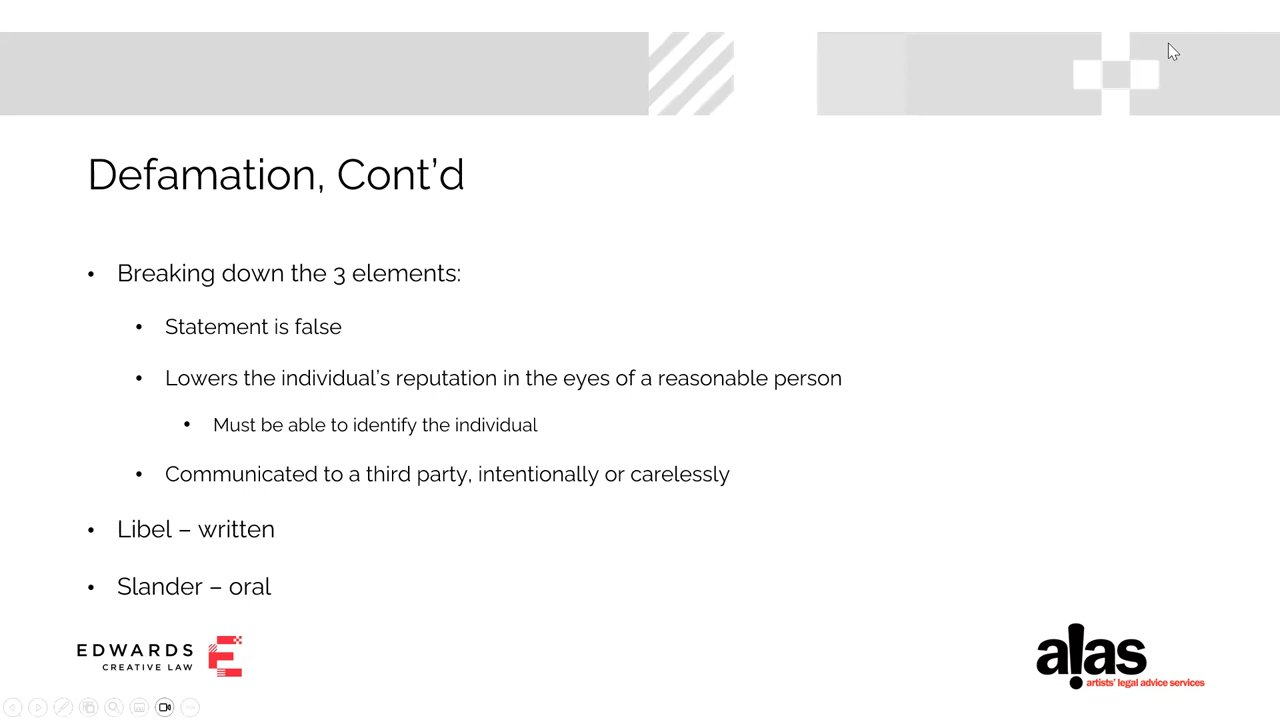 Defamation, Cont’d
• Breaking down the 3 elements:
• Statement is false
• Lowers the individual’s reputation in the eyes of a reasonable person
• Must be able to identify the individual
• Communicated to a third party, intentionally or carelessly
• Libel – written
• Slander – oral
EDWARDS
CREATIVE LAW
a!as
artists' legal advice services